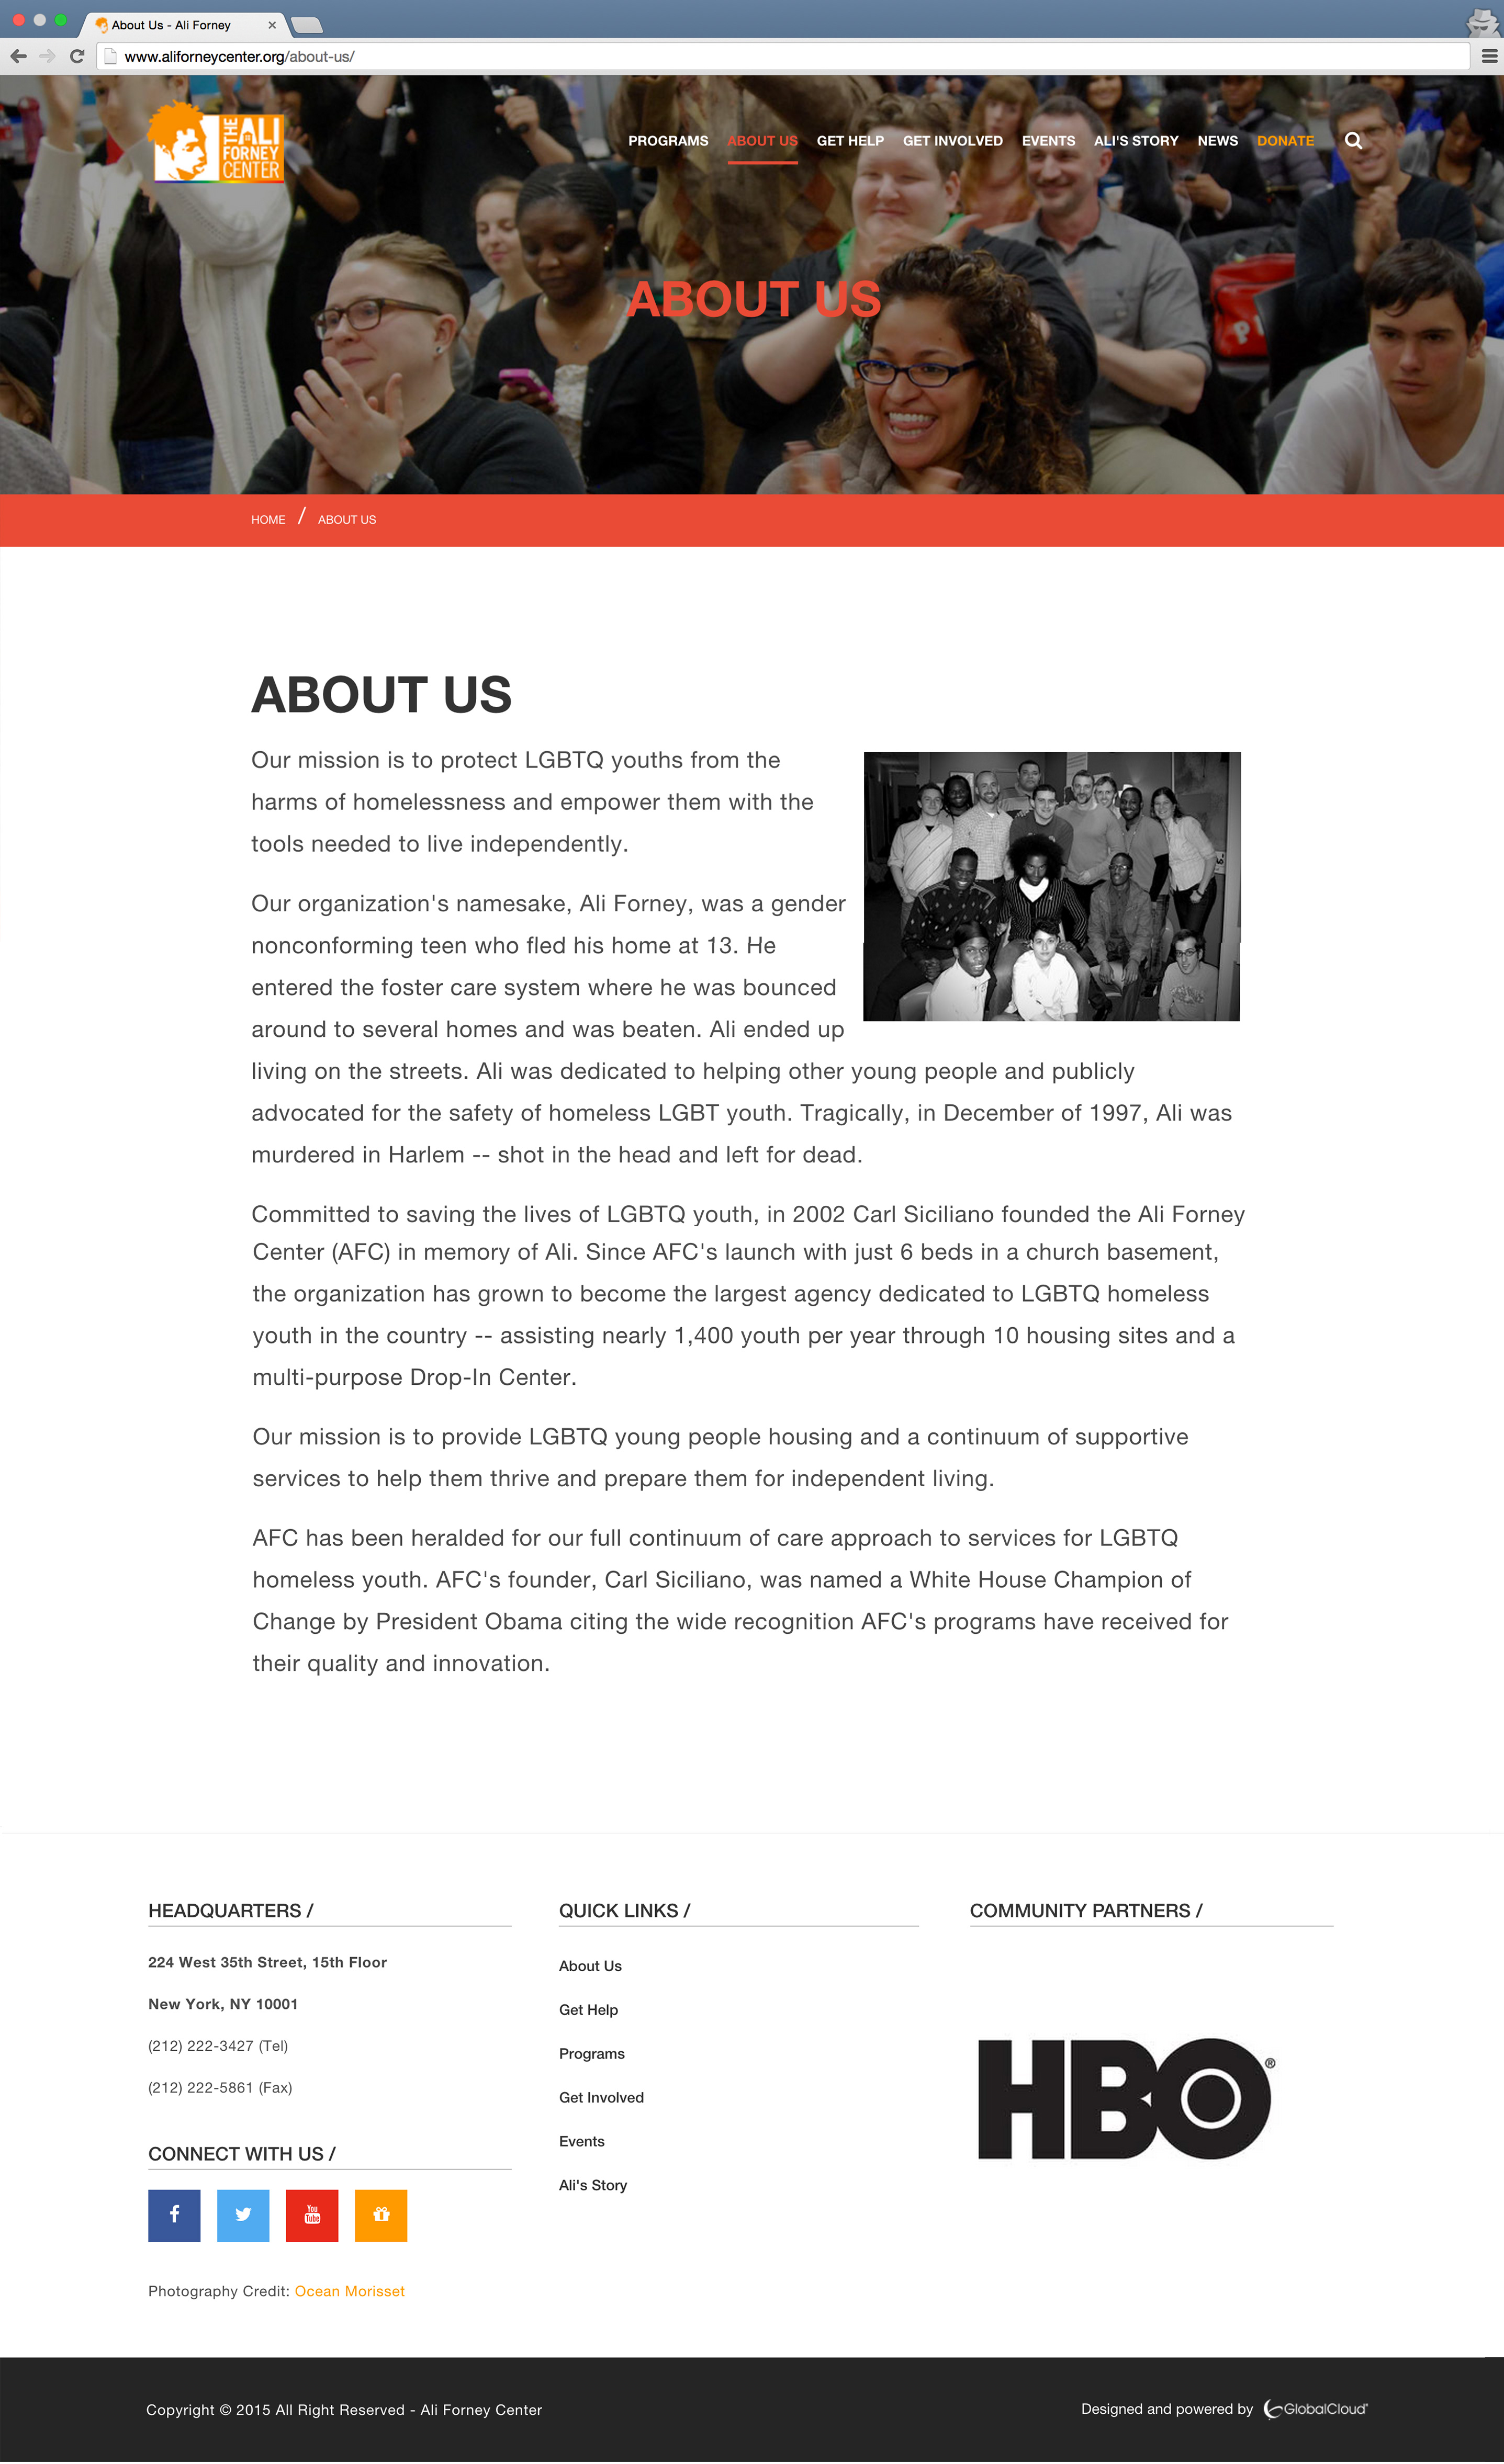 About Us - Ali Forney
www.aliforneycenter.org/about-us/
THE ALI
FORNEY
CENTER
PROGRAMS ABOUT US GET HELP GET INVOLVED EVENTS ALI'S STORY NEWS DONATE
ABOUT US
HOME / ABOUT US
ABOUT US
Our mission is to protect LGBTQ youths from the
harms of homelessness and empower them with the
tools needed to live independently.
Our organization's namesake, Ali Forney, was a gender
nonconforming teen who fled his home at 13. He
entered the foster care system where he was bounced
around to several homes and was beaten. Ali ended up
living on the streets. Ali was dedicated to helping other young people and publicly
advocated for the safety of homeless LGBT youth. Tragically, in December of 1997, Ali was
murdered in Harlem -- shot in the head and left for dead.
Committed to saving the lives of LGBTQ youth, in 2002 Carl Siciliano founded the Ali Forney
Center (AFC) in memory of Ali. Since AFC's launch with just 6 beds in a church basement,
the organization has grown to become the largest agency dedicated to LGBTQ homeless
youth in the country -- assisting nearly 1,400 youth per year through 10 housing sites and a
multi-purpose Drop-In Center.
Our mission is to provide LGBTQ young people housing and a continuum of supportive
services to help them thrive and prepare them for independent living.
AFC has been heralded for our full continuum of care approach to services for LGBTQ
homeless youth. AFC's founder, Carl Siciliano, was named a White House Champion of
Change by President Obama citing the wide recognition AFC's programs have received for
their quality and innovation.
HEADQUARTERS /
224 West 35th Street, 15th Floor
New York, NY 10001
(212) 222-3427 (Tel)
(212) 222-5861 (Fax)
CONNECT WITH US /
You Tube
Photography Credit: Ocean Morisset
QUICK LINKS /
About Us
Get Help
Programs
Get Involved
Events
Ali's Story
COMMUNITY PARTNERS /
HBO®
Copyright © 2015 All Right Reserved - Ali Forney Center
Designed and powered by GlobalCloud